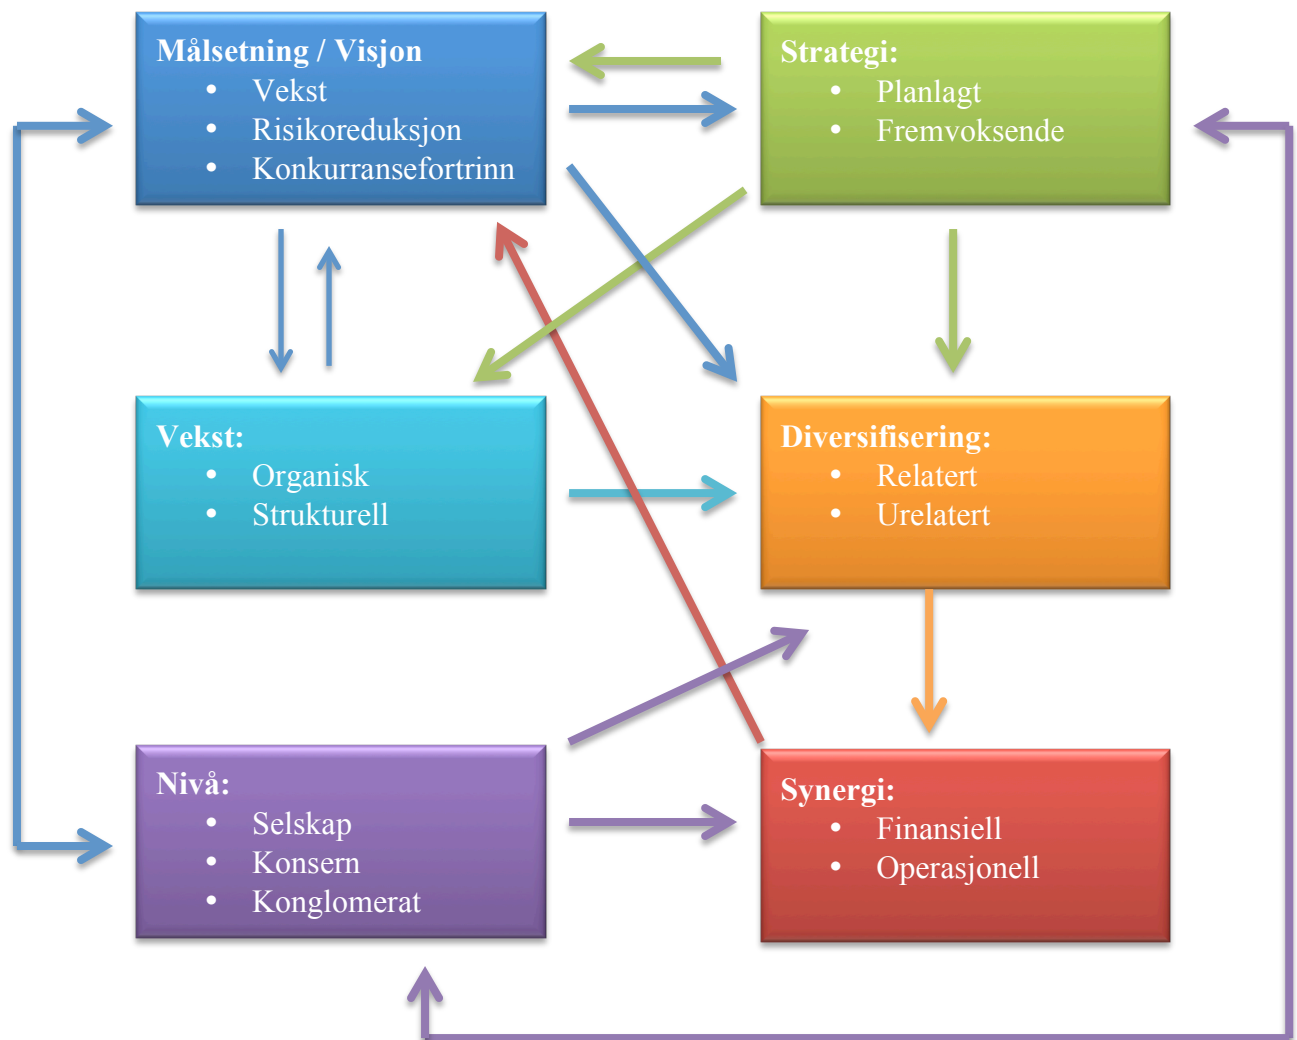 Målsetning / Visjon
• Vekst
• Risikoreduksjon
• Konkurransefortrinn
Strategi:
• Planlagt
• Fremvoksende
Vekst:
• Organisk
• Strukturell
Diversifisering:
• Relatert
• Urelatert
Nivå:
• Selskap
• Konsern
• Konglomerat
Synergi:
• Finansiell
• Operasjonell